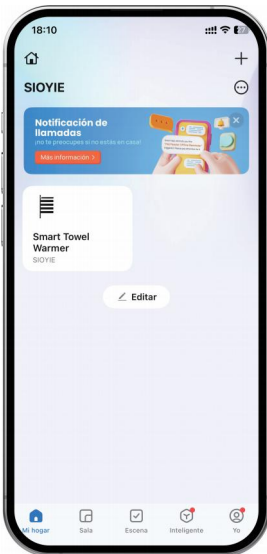 18:10
SIOYIE
Notificación de
llamadas
¡no te preocupes si no estás en casa!
Más información >
Smart Towel
Warmer
SIOYIE
Editar
Mi hogar
Sala
Escena
Inteligente
Yo